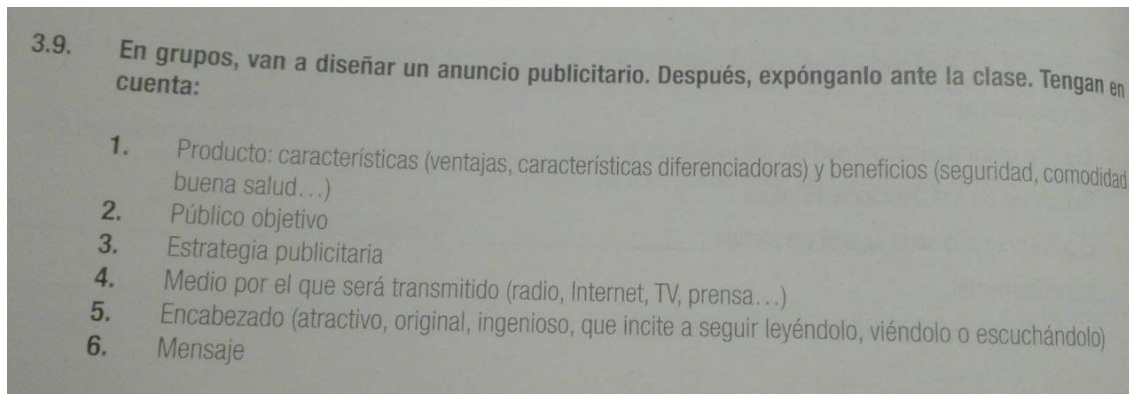 3.9. En grupos, van a diseñar un anuncio publicitario. Después, expónganlo ante la clase. Tengan en
cuenta:
1. Producto: características (ventajas, características diferenciadoras) y beneficios (seguridad, comodidad
buena salud…)
2. Público objetivo
3. Estrategia publicitaria
4. Medio por el que será transmitido (radio, Internet, TV, prensa…)
5. Encabezado (atractivo, original, ingenioso, que incite a seguir leyéndolo, viéndolo o escuchándolo)
6. Mensaje